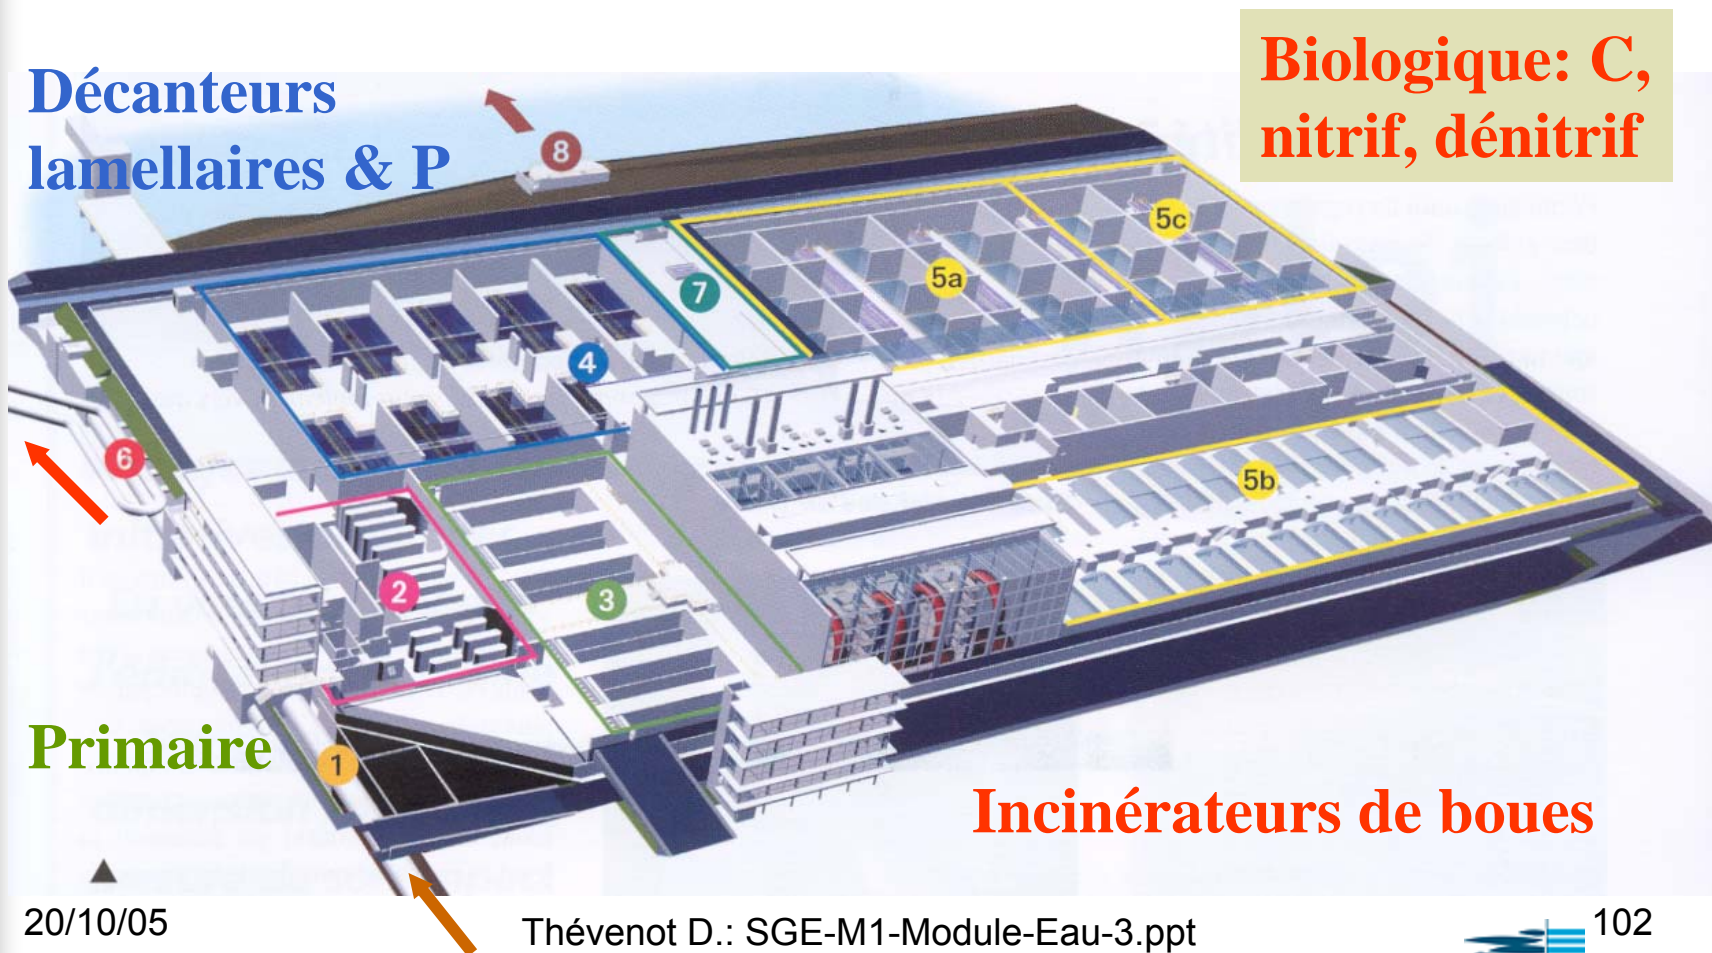 Biologique: C,
nitrif, dénitrif
Décanteurs
lamellaires & P
8
5c
5a
7
4
6
5b
2
3
Primaire
1
Incinérateurs de boues
20/10/05
Thévenot D.: SGE-M1-Module-Eau-3.ppt
102